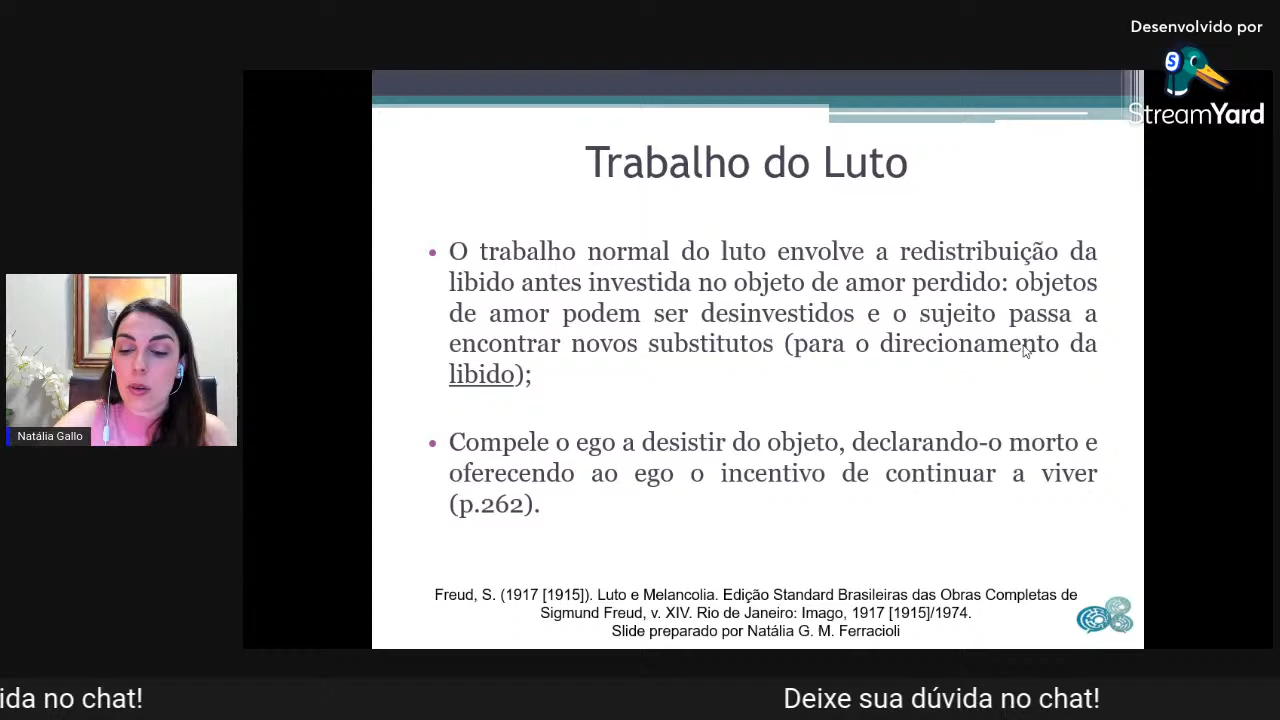 Desenvolvido por
StreamYard
Trabalho do Luto
• O trabalho normal do luto envolve a redistribuição da
libido antes investida no objeto de amor perdido: objetos
de amor podem ser desinvestidos e o sujeito passa a
encontrar novos substitutos (para o direcionamento da
libido);
• Compele o ego a desistir do objeto, declarando-o morto e
oferecendo ao ego o incentivo de continuar a viver
(p.262).
Freud, S. (1917 [1915]). Luto e Melancolia. Edição Standard Brasileiras das Obras Completas de
Sigmund Freud, v. XIV. Rio de Janeiro: Imago, 1917 [1915]/1974.
Slide preparado por Natália G. M. Ferracioli
Natália Gallo
ida no chat! Deixe sua dúvida no chat!